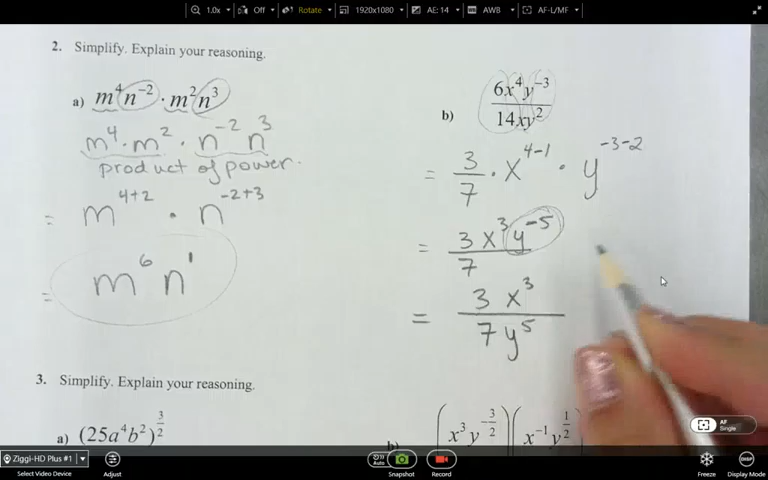 1.0x Off Rotate 1920x1080 AE: 14 AWB AF-L/MF
2. Simplify. Explain your reasoning.
a) m⁴n⁻² · m²n³
m⁴ · m² · n⁻² n³
product of power.
= m⁴⁺² · n⁻²⁺³
= m⁶ n¹
b) 6x⁴y⁻³ / 14xy²
= 3/7 · x⁴⁻¹ · y⁻³⁻²
= 3x³y⁻⁵ / 7
= 3x³ / 7y⁵
3. Simplify. Explain your reasoning.
a) (25a⁴b²)^(3/2)
(x³y^(-3/2))(x⁻¹y^(1/2)
Ziggi-HD Plus #1
Select Video Device
Adjust
Auto
Snapshot
Record
AF
Single
Freeze
DISP
Display Mode